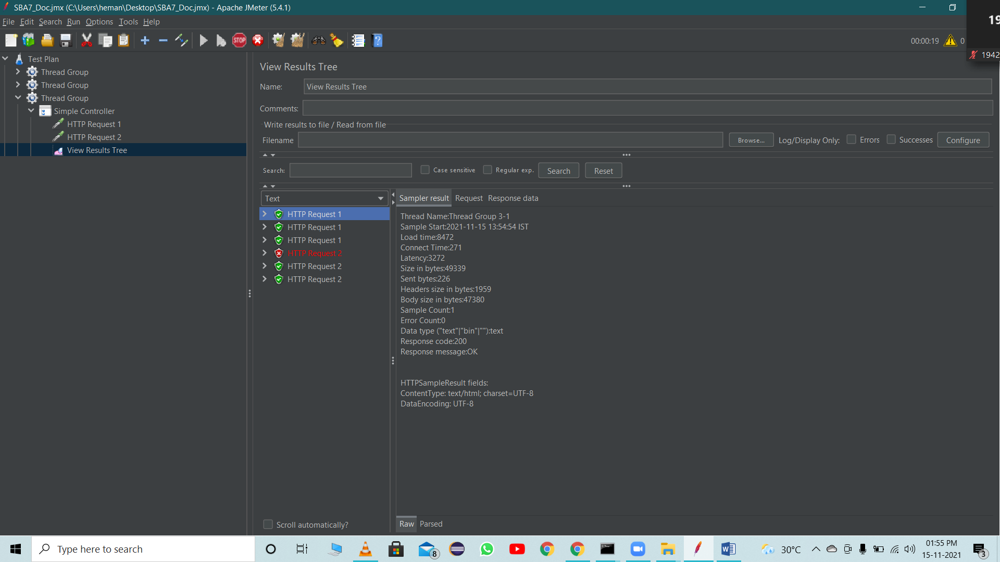 SBA7_Doc.jmx (C:\Users\heman\Desktop\SBA7_Doc.jmx) - Apache JMeter (5.4.1)
File Edit Search Run Options Tools Help
STOP
00:00:19 0
19
1942
Test Plan
Thread Group
Thread Group
Thread Group
Simple Controller
HTTP Request 1
HTTP Request 2
View Results Tree
View Results Tree
Name: View Results Tree
Comments:
Write results to file / Read from file
Filename Browse... Log/Display Only: Errors Successes Configure
Search: Case sensitive Regular exp. Search Reset
Text
HTTP Request 1
HTTP Request 1
HTTP Request 1
HTTP Request 2
HTTP Request 2
HTTP Request 2
Scroll automatically?
Sampler result Request Response data
Thread Name:Thread Group 3-1
Sample Start:2021-11-15 13:54:54 IST
Load time:8472
Connect Time:271
Latency:3272
Size in bytes:49339
Sent bytes:226
Headers size in bytes:1959
Body size in bytes:47380
Sample Count:1
Error Count:0
Data type ("text"|"bin"|""):text
Response code:200
Response message:OK
HTTPSampleResult fields:
ContentType: text/html; charset=UTF-8
DataEncoding: UTF-8
Raw Parsed
Type here to search
8
30°C
01:55 PM
15-11-2021
3